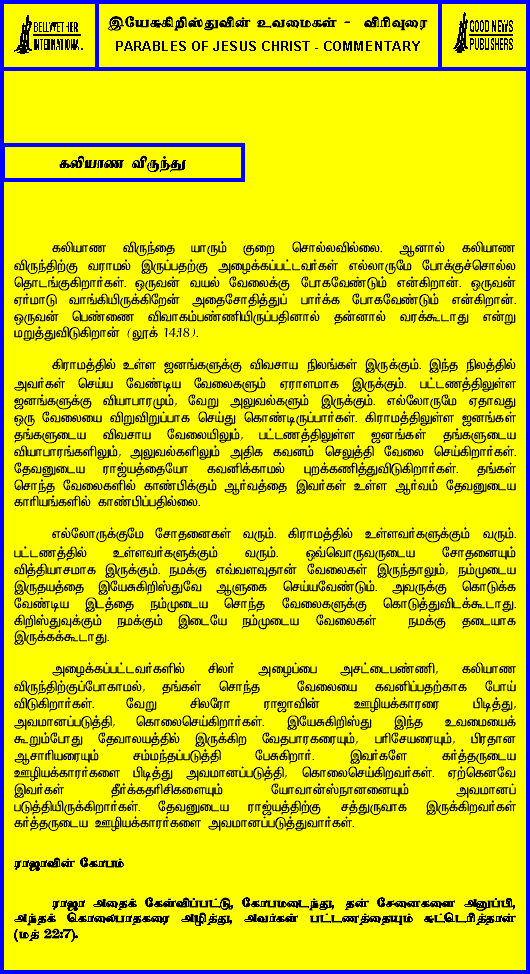 BELLWETHER
INTERNATIONAL
இயேசுகிறிஸ்துவின் உவமைகள் - விரிவுரை
PARABLES OF JESUS CHRIST - COMMENTARY
GOOD NEWS
PUBLISHERS
கலியாண விருந்து
கலியாண விருந்தை யாரும் குறை சொல்லவில்லை. ஆனால் கலியாண
விருந்திற்கு வராமல் இருப்பதற்கு அழைக்கப்பட்டவர்கள் எல்லாருமே போக்குச்சொல்ல
தொடங்குகிறார்கள். ஒருவன் வயல் வேலைக்கு போகவேண்டும் என்கிறான். ஒருவன்
ஏர்மாடு வாங்கியிருக்கிறேன் அதைசோதித்துப் பார்க்க போகவேண்டும் என்கிறான்.
ஒருவன் பெண்ணை விவாகம்பண்ணியிருப்பதினால் தன்னால் வரக்கூடாது என்று
மறுத்துவிடுகிறான் (லூக் 14:18).
கிராமத்தில் உள்ள ஜனங்களுக்கு விவசாய நிலங்கள் இருக்கும். இந்த நிலத்தில்
அவர்கள் செய்ய வேண்டிய வேலைகளும் ஏராளமாக இருக்கும். பட்டணத்திலுள்ள
ஜனங்களுக்கு வியாபாரமும், வேறு அலுவல்களும் இருக்கும். எல்லோருமே ஏதாவது
ஒரு வேலையை விறுவிறுப்பாக செய்து கொண்டிருப்பார்கள். கிராமத்திலுள்ள ஜனங்கள்
தங்களுடைய விவசாய வேலையிலும், பட்டணத்திலுள்ள ஜனங்கள் தங்களுடைய
வியாபாரங்களிலும், அலுவல்களிலும் அதிக கவனம் செலுத்தி வேலை செய்கிறார்கள்.
தேவனுடைய ராஜ்யத்தையோ கவனிக்காமல் புறக்கணித்துவிடுகிறார்கள். தங்கள்
சொந்த வேலைகளில் காண்பிக்கும் ஆர்வத்தை இவர்கள் உள்ள ஆர்வம் தேவனுடைய
காரியங்களில் காண்பிப்பதில்லை.
எல்லோருக்குமே சோதனைகள் வரும். கிராமத்தில் உள்ளவர்களுக்கும் வரும்.
பட்டணத்தில் உள்ளவர்களுக்கும் வரும். ஒவ்வொருவருடைய சோதனையும்
வித்தியாசமாக இருக்கும். நமக்கு எவ்வளவுதான் வேலைகள் இருந்தாலும், நம்முடைய
இருதயத்தை இயேசுகிறிஸ்துவே ஆளுகை செய்யவேண்டும். அவருக்கு கொடுக்க
வேண்டிய இடத்தை நம்முடைய சொந்த வேலைகளுக்கு கொடுத்துவிடக்கூடாது.
கிறிஸ்துவுக்கும் நமக்கும் இடையே நம்முடைய வேலைகள் நமக்கு தடையாக
இருக்கக்கூடாது.
அழைக்கப்பட்டவர்களில் சிலர் அழைப்பை அசட்டைபண்ணி, கலியாண
விருந்திற்குப்போகாமல், தங்கள் சொந்த வேலையை கவனிப்பதற்காக போய்
விடுகிறார்கள். வேறு சிலரோ ராஜாவின் ஊழியக்காரரை பிடித்து,
அவமானப்படுத்தி, கொலைசெய்கிறார்கள். இயேசுகிறிஸ்து இந்த உவமையைக்
கூறும்போது தேவாலயத்தில் இருக்கிற வேதபாரகரையும், பரிசேயரையும், பிரதான
ஆசாரியரையும் சம்மந்தப்படுத்தி பேசுகிறார். இவர்களே கர்த்தருடைய
ஊழியக்காரர்களை பிடித்து அவமானப்படுத்தி, கொலைசெய்கிறவர்கள். ஏற்கெனவே
இவர்கள் தீர்க்கதரிசிகளையும் யோவான்ஸ்நானனையும் அவமானப்
படுத்தியிருக்கிறார்கள். தேவனுடைய ராஜ்யத்திற்கு சத்துருவாக இருக்கிறவர்கள்
கர்த்தருடைய ஊழியக்காரர்களை அவமானப்படுத்துவார்கள்.
ராஜாவின் கோபம்
ராஜா அதைக் கேள்விப்பட்டு, கோபமடைந்து, தன் சேனைகளை அனுப்பி,
அந்தக் கொலைபாதகரை அழித்து, அவர்கள் பட்டணத்தையும் சுட்டெரித்தான்
(மத் 22:7).